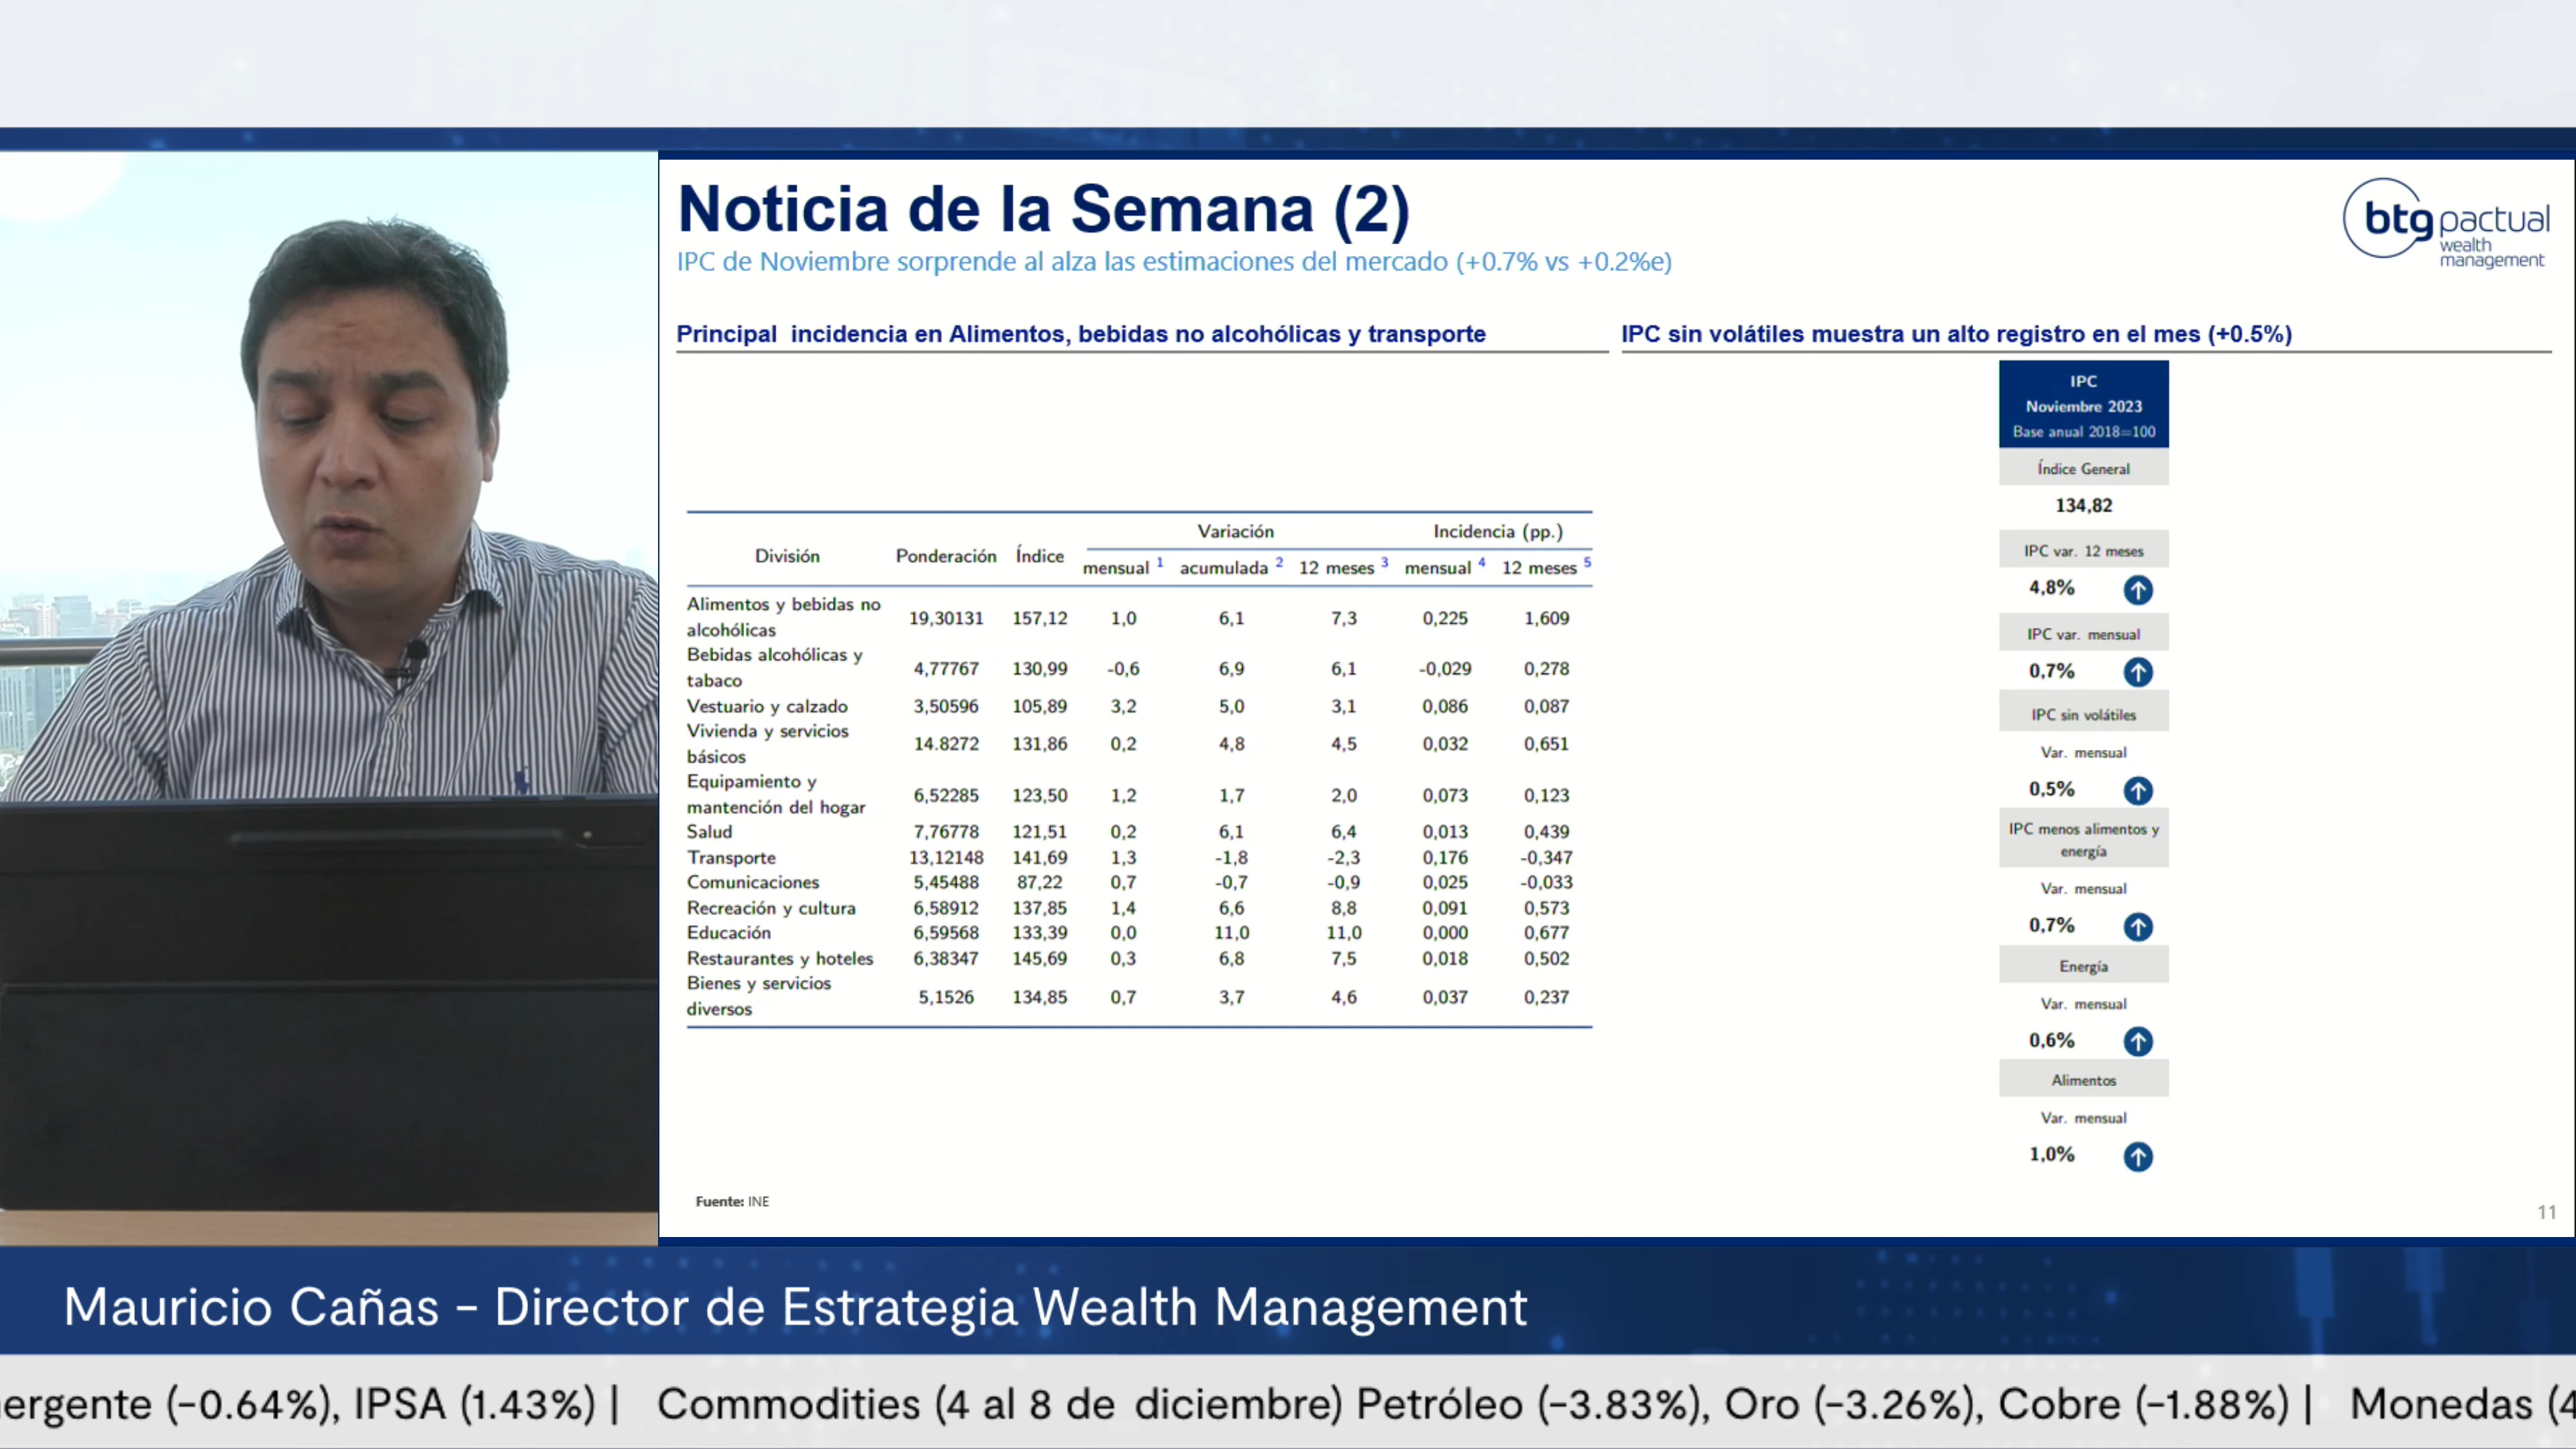 Noticia de la Semana (2)
IPC de Noviembre sorprende al alza las estimaciones del mercado (+0.7% vs +0.2%e)
btg pactual
wealth
management
Principal incidencia en Alimentos, bebidas no alcohólicas y transporte
División Ponderación Índice Variación Incidencia (pp.)
mensual 1 acumulada 2 12 meses 3 mensual 4 12 meses 5
Alimentos y bebidas no
alcohólicas 19,30131 157,12 1,0 6,1 7,3 0,225 1,609
Bebidas alcohólicas y
tabaco 4,77767 130,99 -0,6 6,9 6,1 -0,029 0,278
Vestuario y calzado 3,50596 105,89 3,2 5,0 3,1 0,086 0,087
Vivienda y servicios
básicos 14.8272 131,86 0,2 4,8 4,5 0,032 0,651
Equipamiento y
mantención del hogar 6,52285 123,50 1,2 1,7 2,0 0,073 0,123
Salud 7,76778 121,51 0,2 6,1 6,4 0,013 0,439
Transporte 13,12148 141,69 1,3 -1,8 -2,3 0,176 -0,347
Comunicaciones 5,45488 87,22 0,7 -0,7 -0,9 0,025 -0,033
Recreación y cultura 6,58912 137,85 1,4 6,6 8,8 0,091 0,573
Educación 6,59568 133,39 0,0 11,0 11,0 0,000 0,677
Restaurantes y hoteles 6,38347 145,69 0,3 6,8 7,5 0,018 0,502
Bienes y servicios
diversos 5,1526 134,85 0,7 3,7 4,6 0,037 0,237
IPC sin volátiles muestra un alto registro en el mes (+0.5%)
IPC
Noviembre 2023
Base anual 2018=100
Índice General
134,82
IPC var. 12 meses
4,8%
IPC var. mensual
0,7%
IPC sin volátiles
Var. mensual
0,5%
IPC menos alimentos y
energía
Var. mensual
0,7%
Energía
Var. mensual
0,6%
Alimentos
Var. mensual
1,0%
Fuente: INE
11
Mauricio Cañas - Director de Estrategia Wealth Management
ergente (-0.64%), IPSA (1.43%) | Commodities (4 al 8 de diciembre) Petróleo (-3.83%), Oro (-3.26%), Cobre (-1.88%) | Monedas (4